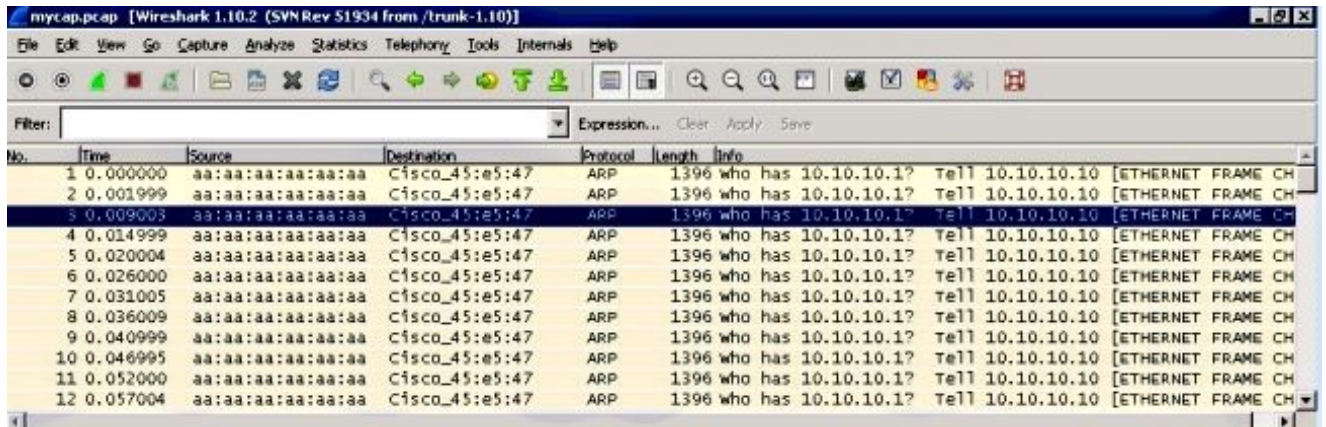 mycap.pcap [Wireshark 1.10.2 (SVN Rev 51934 from /trunk-1.10)]
File Edit View Go Capture Analyze Statistics Telephony Tools Internals Help
Filter: Expression... Clear Apply Save
No. Time Source Destination Protocol Length Info
1 0.000000 aa:aa:aa:aa:aa:aa Cisco_45:e5:47 ARP 1396 who has 10.10.10.1? Tell 10.10.10.10 [ETHERNET FRAME CH
2 0.001999 aa:aa:aa:aa:aa:aa Cisco_45:e5:47 ARP 1396 who has 10.10.10.1? Tell 10.10.10.10 [ETHERNET FRAME CH
3 0.009003 aa:aa:aa:aa:aa:aa Cisco_45:e5:47 ARP 1396 who has 10.10.10.1? Tell 10.10.10.10 [ETHERNET FRAME CH
4 0.014999 aa:aa:aa:aa:aa:aa Cisco_45:e5:47 ARP 1396 who has 10.10.10.1? Tell 10.10.10.10 [ETHERNET FRAME CH
5 0.020004 aa:aa:aa:aa:aa:aa Cisco_45:e5:47 ARP 1396 who has 10.10.10.1? Tell 10.10.10.10 [ETHERNET FRAME CH
6 0.026000 aa:aa:aa:aa:aa:aa Cisco_45:e5:47 ARP 1396 who has 10.10.10.1? Tell 10.10.10.10 [ETHERNET FRAME CH
7 0.031005 aa:aa:aa:aa:aa:aa Cisco_45:e5:47 ARP 1396 who has 10.10.10.1? Tell 10.10.10.10 [ETHERNET FRAME CH
8 0.036009 aa:aa:aa:aa:aa:aa Cisco_45:e5:47 ARP 1396 who has 10.10.10.1? Tell 10.10.10.10 [ETHERNET FRAME CH
9 0.040999 aa:aa:aa:aa:aa:aa Cisco_45:e5:47 ARP 1396 who has 10.10.10.1? Tell 10.10.10.10 [ETHERNET FRAME CH
10 0.046995 aa:aa:aa:aa:aa:aa Cisco_45:e5:47 ARP 1396 who has 10.10.10.1? Tell 10.10.10.10 [ETHERNET FRAME CH
11 0.052000 aa:aa:aa:aa:aa:aa Cisco_45:e5:47 ARP 1396 who has 10.10.10.1? Tell 10.10.10.10 [ETHERNET FRAME CH
12 0.057004 aa:aa:aa:aa:aa:aa Cisco_45:e5:47 ARP 1396 who has 10.10.10.1? Tell 10.10.10.10 [ETHERNET FRAME CH